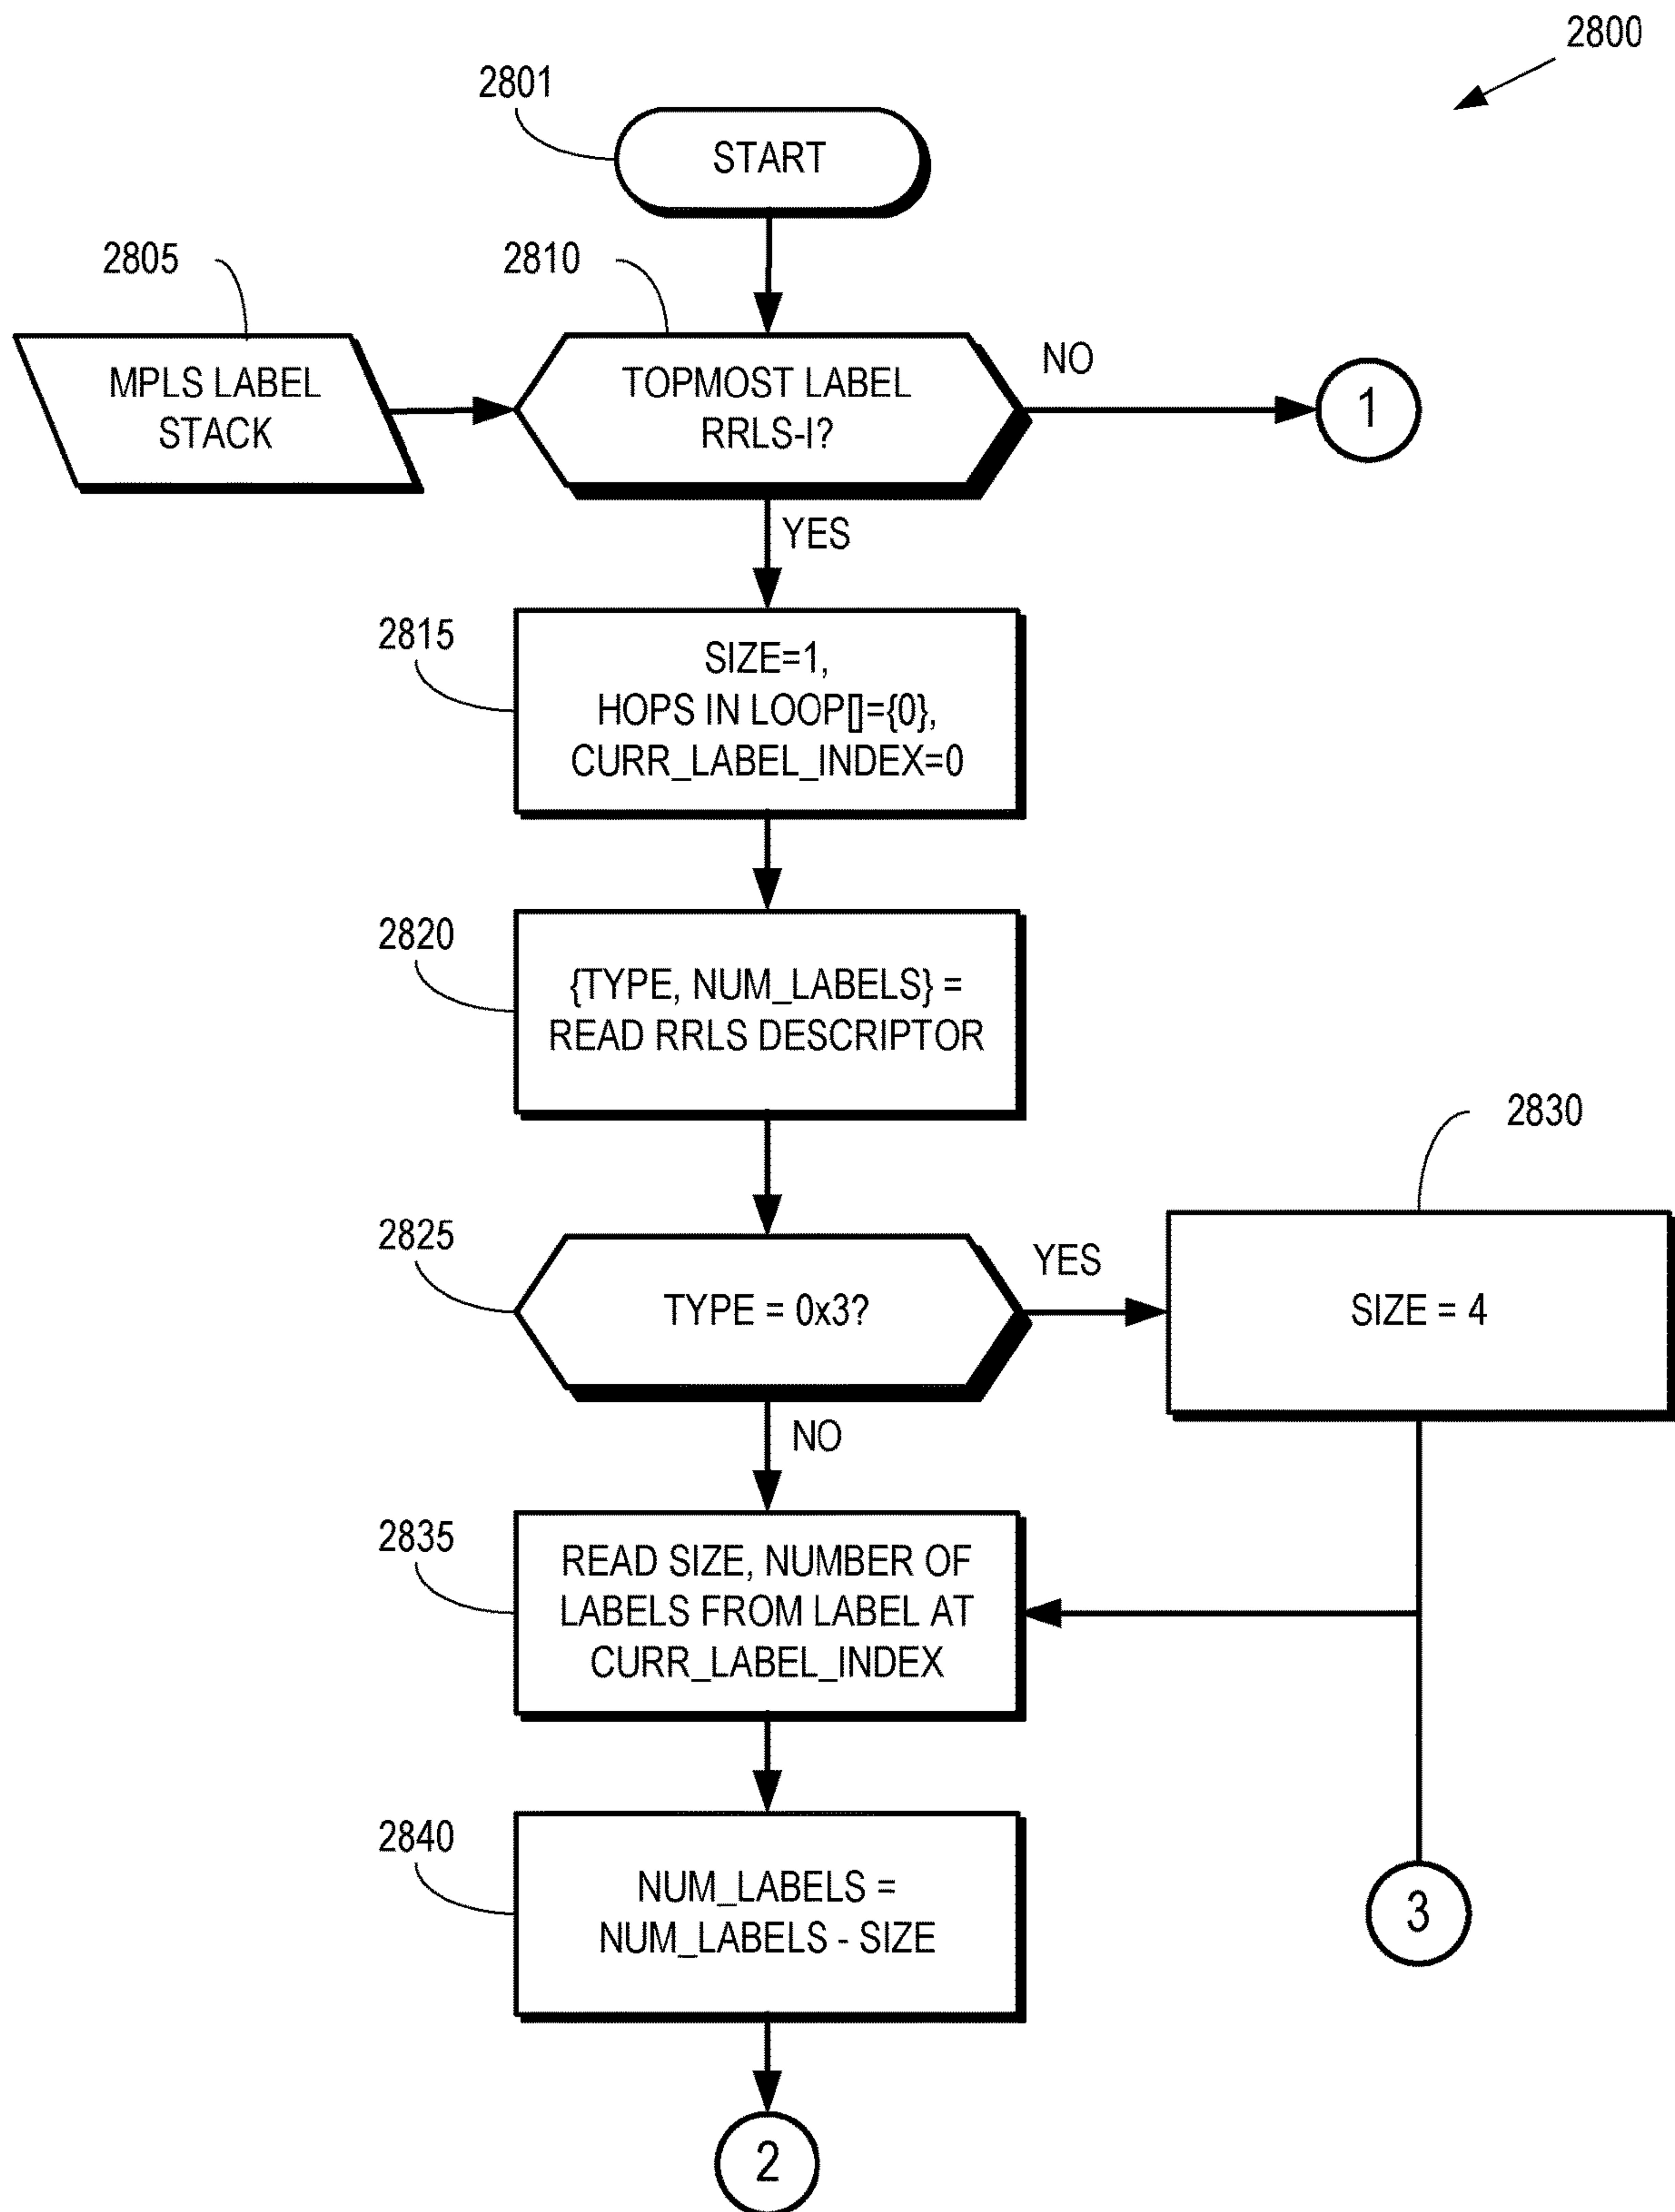 2800
2801
START
2805
2810
MPLS LABEL
STACK
TOPMOST LABEL
RRLS-I?
NO
1
YES
2815
SIZE=1,
HOPS IN LOOP[]={0},
CURR_LABEL_INDEX=0
2820
{TYPE, NUM_LABELS} =
READ RRLS DESCRIPTOR
2830
2825
TYPE = 0x3?
YES
SIZE = 4
NO
2835
READ SIZE, NUMBER OF
LABELS FROM LABEL AT
CURR_LABEL_INDEX
2840
NUM_LABELS =
NUM_LABELS - SIZE
3
2